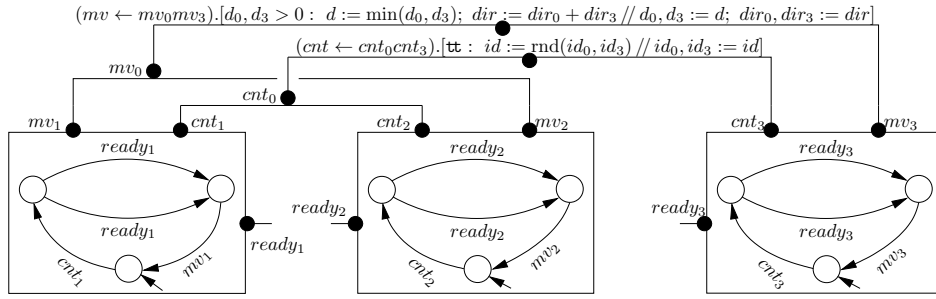 (mv ← mv₀mv₃).[d₀, d₃ > 0 : d := min(d₀, d₃); dir := dir₀ + dir₃ // d₀, d₃ := d; dir₀, dir₃ := dir]
(cnt ← cnt₀cnt₃).[tt : id := rnd(id₀, id₃) // id₀, id₃ := id]
mv₀
cnt₀
mv₁ cnt₁ cnt₂ mv₂ cnt₃ mv₃
ready₁ ready₂ ready₃
ready₂ ready₃
ready₁ ready₂ ready₃
ready₁
cnt₁ mv₁ cnt₂ mv₂ cnt₃ mv₃